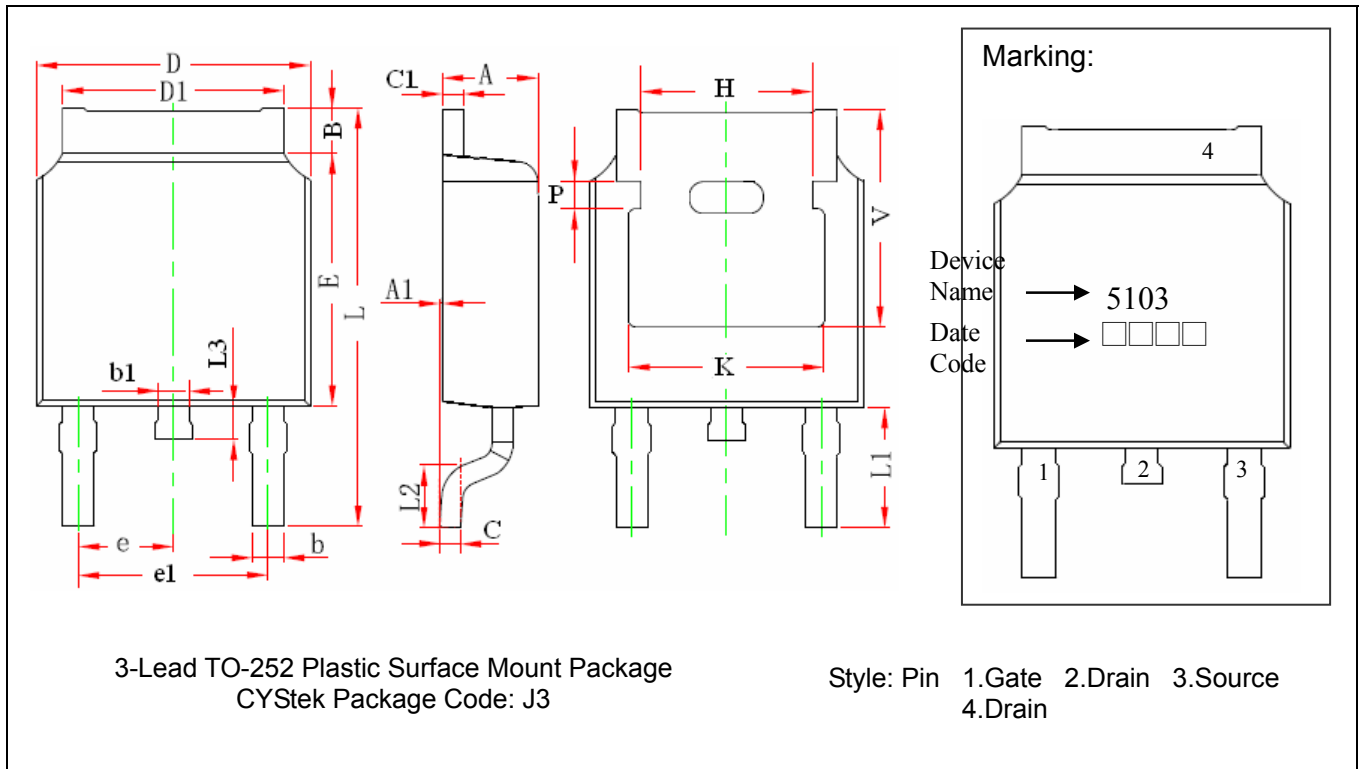 D
D1
B
E
L
L3
b1
e
e1
b
C1
A
A1
L2
C
H
P
V
K
L1
Marking:
4
Device
Name
5103
Date
Code
□□□□
1
2
3
3-Lead TO-252 Plastic Surface Mount Package
CYStek Package Code: J3
Style: Pin 1.Gate 2.Drain 3.Source
4.Drain